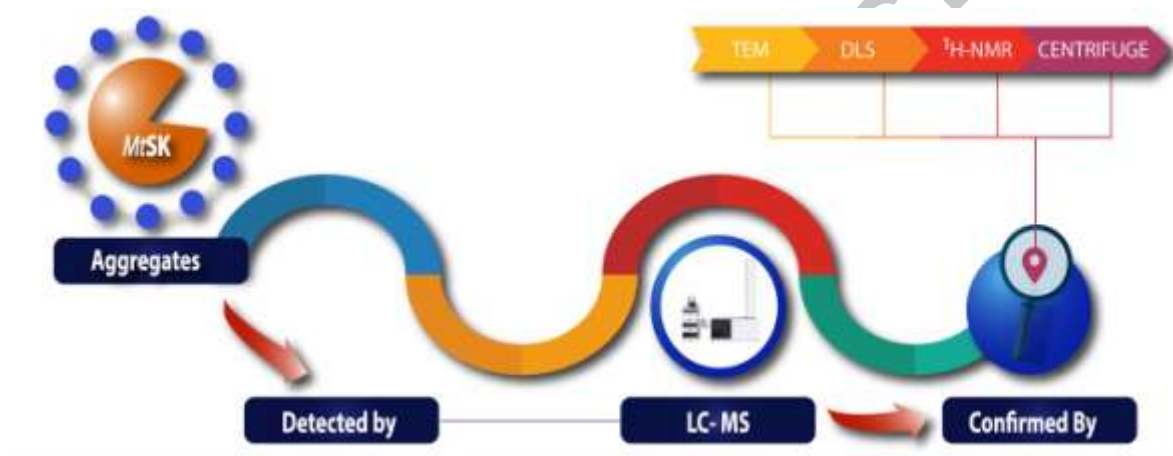 TEM DLS ¹H-NMR CENTRIFUGE
MtSK
Aggregates
Detected by
LC- MS
Confirmed By